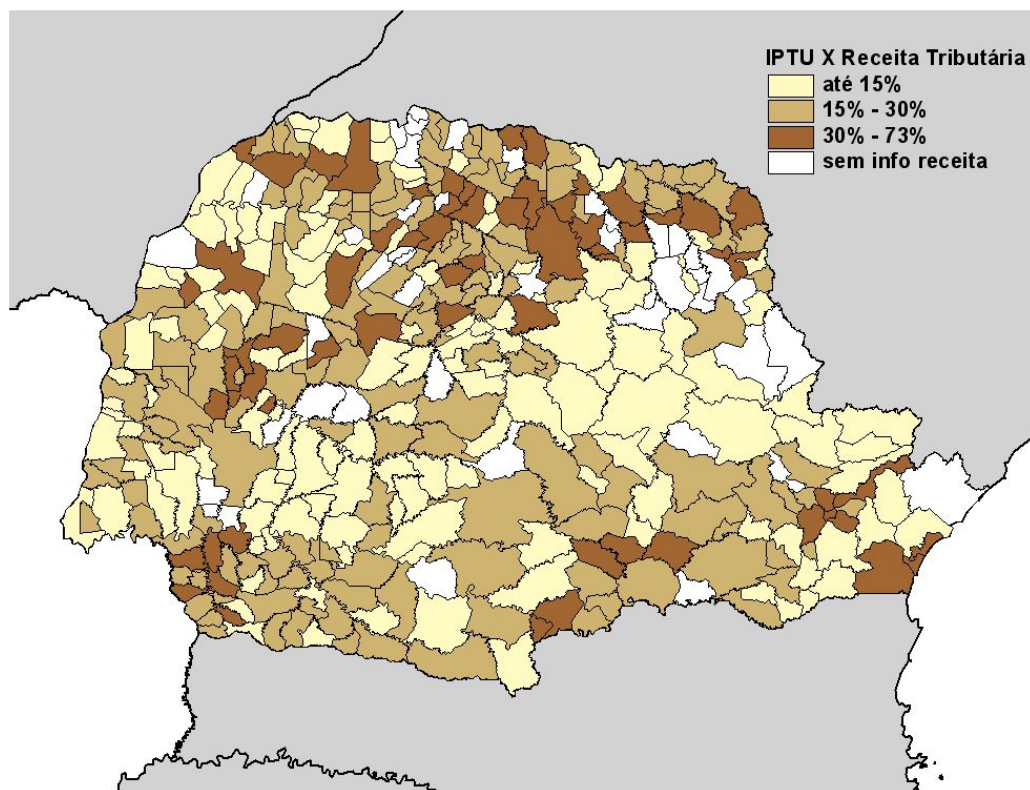 IPTU X Receita Tributária
até 15%
15% - 30%
30% - 73%
sem info receita